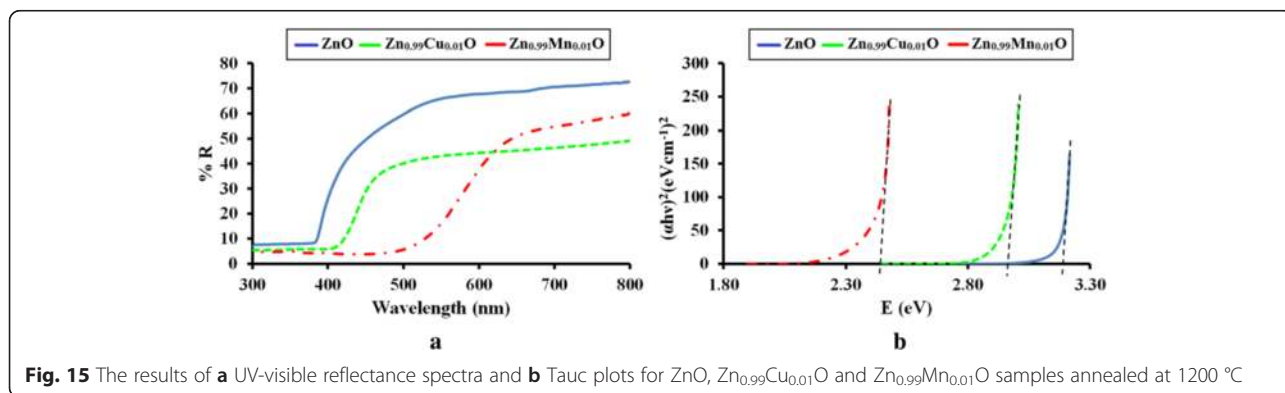 ZnO Zn₀.₉₉Cu₀.₀₁O Zn₀.₉₉Mn₀.₀₁O
80
70
60
50
40
30
20
10
0
% R
300 400 500 600 700 800
Wavelength (nm)
a
ZnO Zn₀.₉₉Cu₀.₀₁O Zn₀.₉₉Mn₀.₀₁O
300
250
200
150
100
50
0
(αhν)²(eVcm⁻¹)²
1.80 2.30 2.80 3.30
E (eV)
b
Fig. 15 The results of a UV-visible reflectance spectra and b Tauc plots for ZnO, Zn₀.₉₉Cu₀.₀₁O and Zn₀.₉₉Mn₀.₀₁O samples annealed at 1200 °C